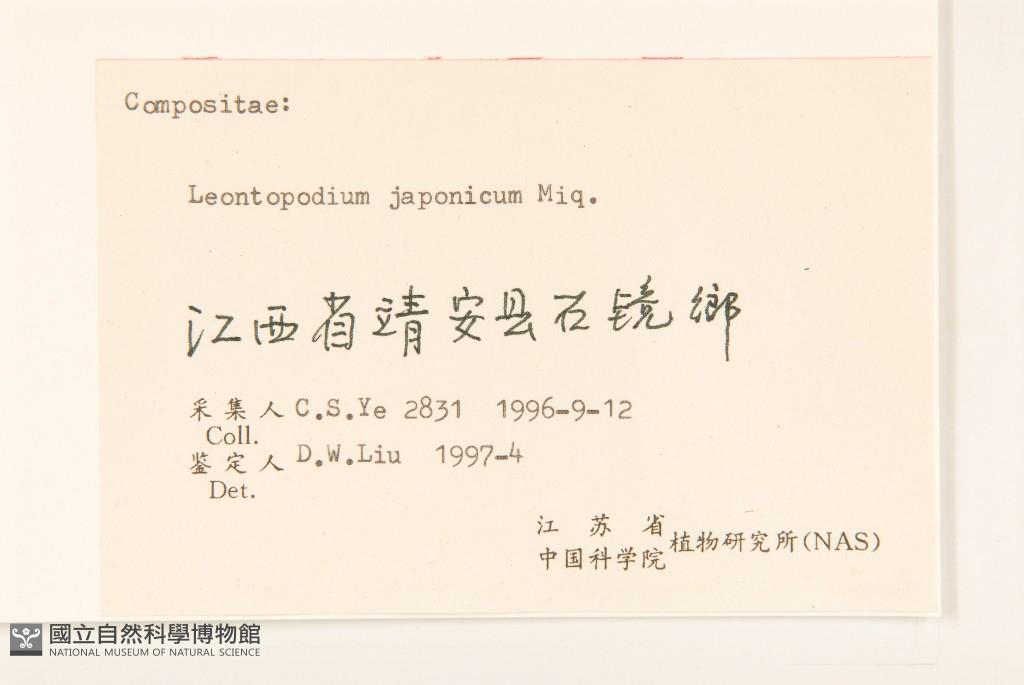 Compositae:
Leontopodium japonicum Miq.
江西省靖安县石镜鄉
采集人 C.S.Ye 2831 1996-9-12
Coll.
鉴定人 D.W.Liu 1997-4
Det.
江苏省
中国科学院 植物研究所(NAS)
國立自然科學博物館
NATIONAL MUSEUM OF NATURAL SCIENCE